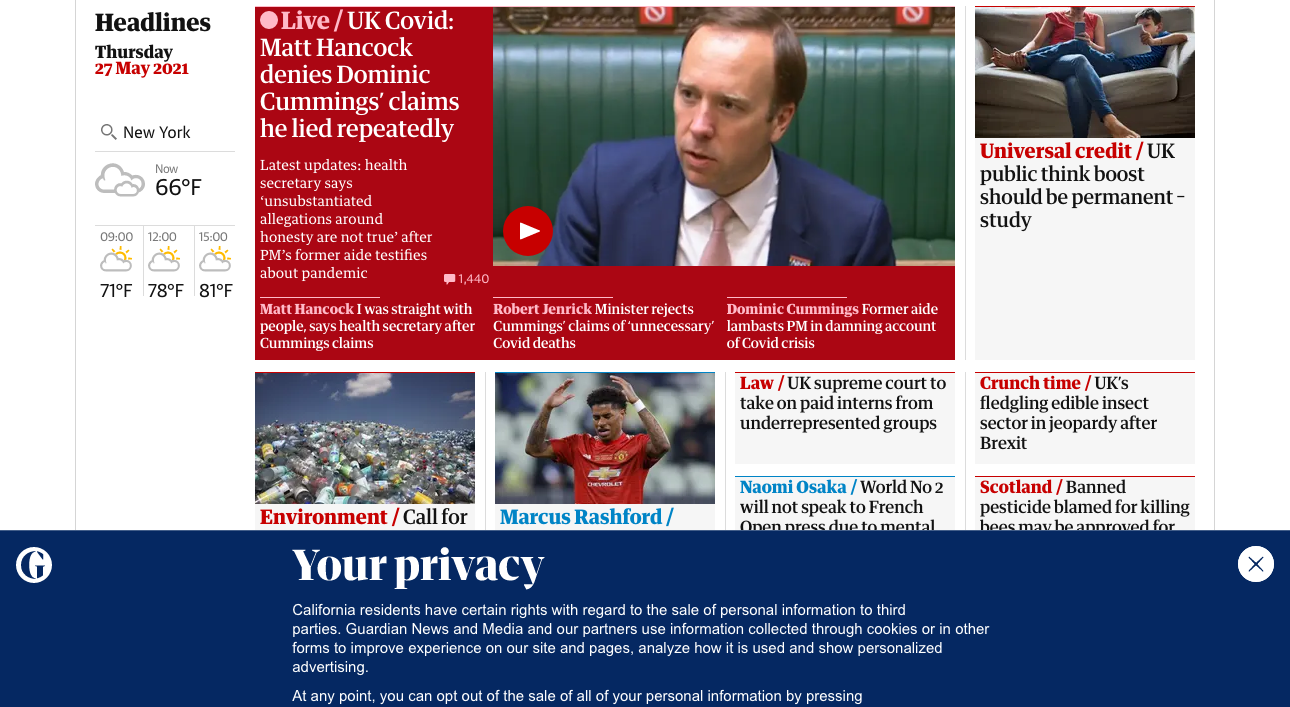 Headlines
Thursday
27 May 2021
New York
Now
66°F
09:00
12:00
15:00
71°F
78°F
81°F
Live / UK Covid:
Matt Hancock
denies Dominic
Cummings’ claims
he lied repeatedly
Latest updates: health
secretary says
‘unsubstantiated
allegations around
honesty are not true’ after
PM’s former aide testifies
about pandemic
1,440
Matt Hancock I was straight with
people, says health secretary after
Cummings claims
Robert Jenrick Minister rejects
Cummings’ claims of ‘unnecessary’
Covid deaths
Dominic Cummings Former aide
lambasts PM in damning account
of Covid crisis
Universal credit / UK
public think boost
should be permanent –
study
Environment / Call for
CHEVROLET
Marcus Rashford /
Law / UK supreme court to
take on paid interns from
underrepresented groups
Naomi Osaka / World No 2
will not speak to French
Open press due to mental
Crunch time / UK’s
fledgling edible insect
sector in jeopardy after
Brexit
Scotland / Banned
pesticide blamed for killing
bees may be approved for
G
Your privacy
California residents have certain rights with regard to the sale of personal information to third
parties. Guardian News and Media and our partners use information collected through cookies or in other
forms to improve experience on our site and pages, analyze how it is used and show personalized
advertising.
At any point, you can opt out of the sale of all of your personal information by pressing